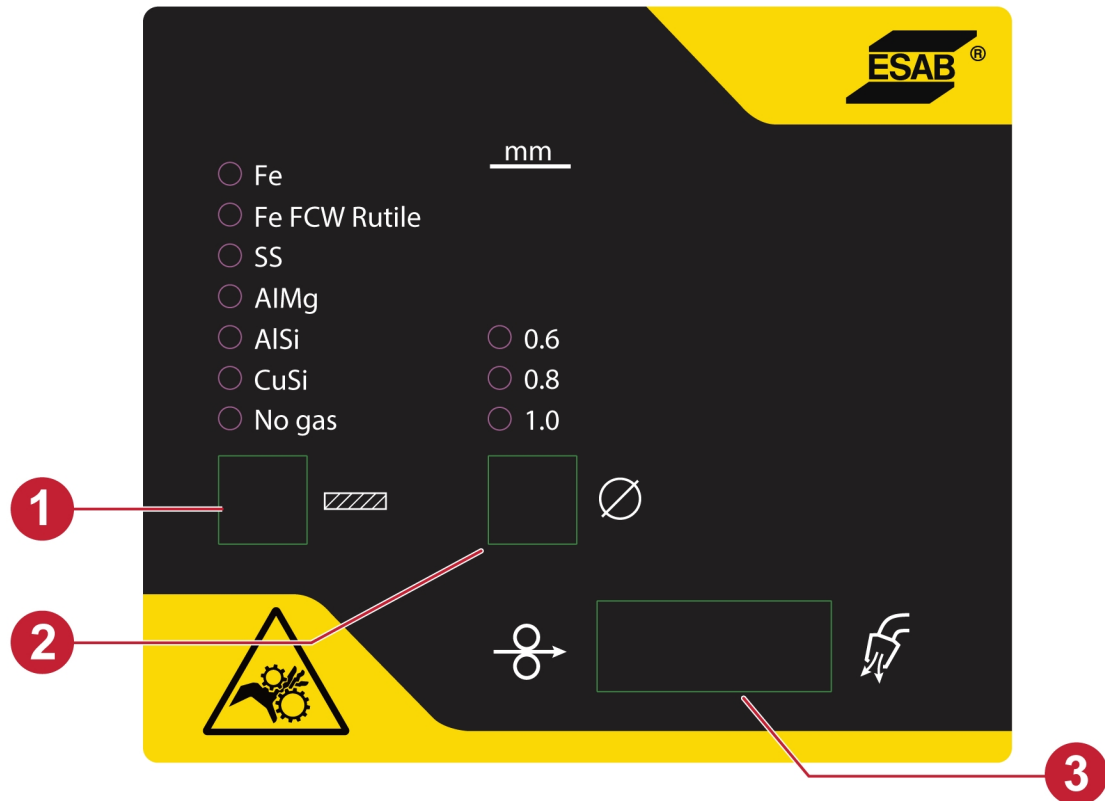 ESAB ®
mm
Fe
Fe FCW Rutile
SS
AlMg
AlSi
CuSi
No gas
0.6
0.8
1.0
1
2
3